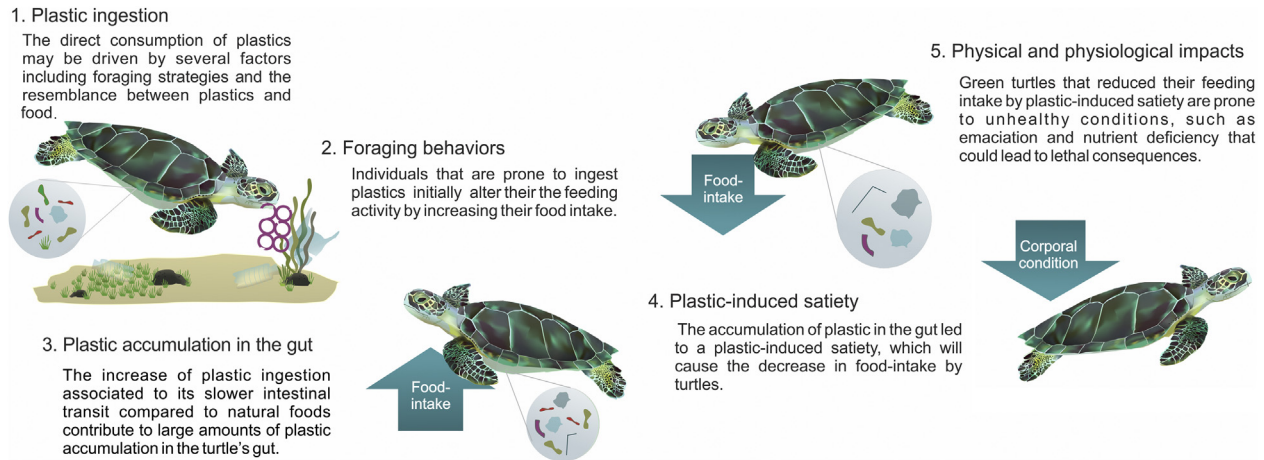 1. Plastic ingestion
The direct consumption of plastics
may be driven by several factors
including foraging strategies and the
resemblance between plastics and
food.
2. Foraging behaviors
Individuals that are prone to ingest
plastics initially alter their the feeding
activity by increasing their food intake.
Food-
intake
3. Plastic accumulation in the gut
The increase of plastic ingestion
associated to its slower intestinal
transit compared to natural foods
contribute to large amounts of plastic
accumulation in the turtle's gut.
Food-
intake
4. Plastic-induced satiety
The accumulation of plastic in the gut led
to a plastic-induced satiety, which will
cause the decrease in food-intake by
turtles.
5. Physical and physiological impacts
Green turtles that reduced their feeding
intake by plastic-induced satiety are prone
to unhealthy conditions, such as
emaciation and nutrient deficiency that
could lead to lethal consequences.
Corporal
condition